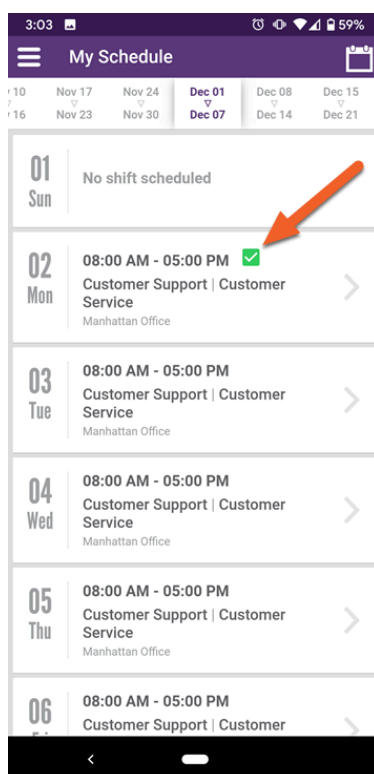 3:03 59%
My Schedule
10 Nov 17 Nov 24 Dec 01 Dec 08 Dec 15
16 Nov 23 Nov 30 Dec 07 Dec 14 Dec 21
01
Sun
No shift scheduled
02
Mon
08:00 AM - 05:00 PM
Customer Support | Customer
Service
Manhattan Office
03
Tue
08:00 AM - 05:00 PM
Customer Support | Customer
Service
Manhattan Office
04
Wed
08:00 AM - 05:00 PM
Customer Support | Customer
Service
Manhattan Office
05
Thu
08:00 AM - 05:00 PM
Customer Support | Customer
Service
Manhattan Office
06
08:00 AM - 05:00 PM
Customer Support | Customer